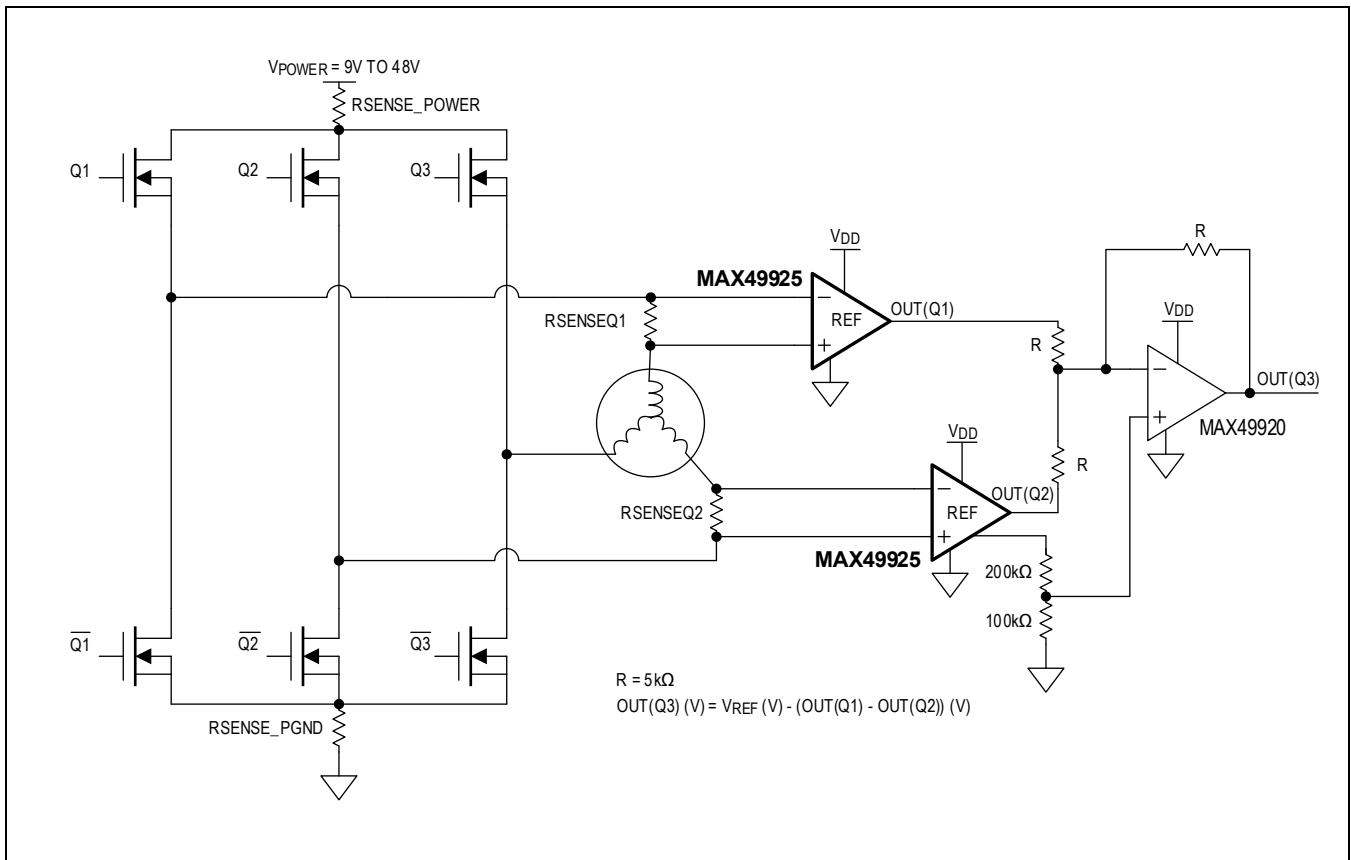 VPOWER = 9V TO 48V
RSENSE_POWER
Q1
Q2
Q3
VDD
R
MAX49925
RSENSEQ1
REF
OUT(Q1)
VDD
R
OUT(Q3)
MAX49920
VDD
R
OUT(Q2)
RSENSEQ2
REF
MAX49925
200kΩ
100kΩ
Q1
Q2
Q3
R = 5kΩ
OUT(Q3) (V) = VREF (V) - (OUT(Q1) - OUT(Q2)) (V)
RSENSE_PGND